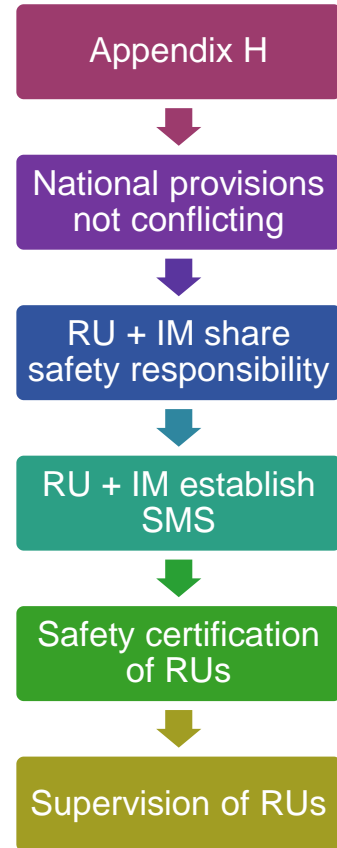 Appendix H
National provisions
not conflicting
RU + IM share
safety responsibility
RU + IM establish
SMS
Safety certification
of RUs
Supervision of RUs